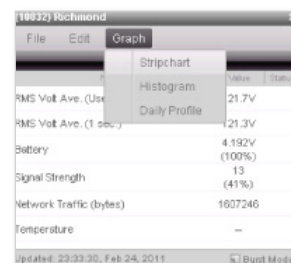 (10832) Richmond
File Edit Graph
Stripchart
Histogram
Daily Profile
Value Statu
RMS Volt Ave. (Use 21.7V
RMS Volt Ave. (1 sec.) 121.3V
Battery 4.192V
(100%)
Signal Strength 13
(41%)
Network Traffic (bytes) 1607246
Temperature --
Updated: 23:33:30, Feb 24, 2011 Burst Mode